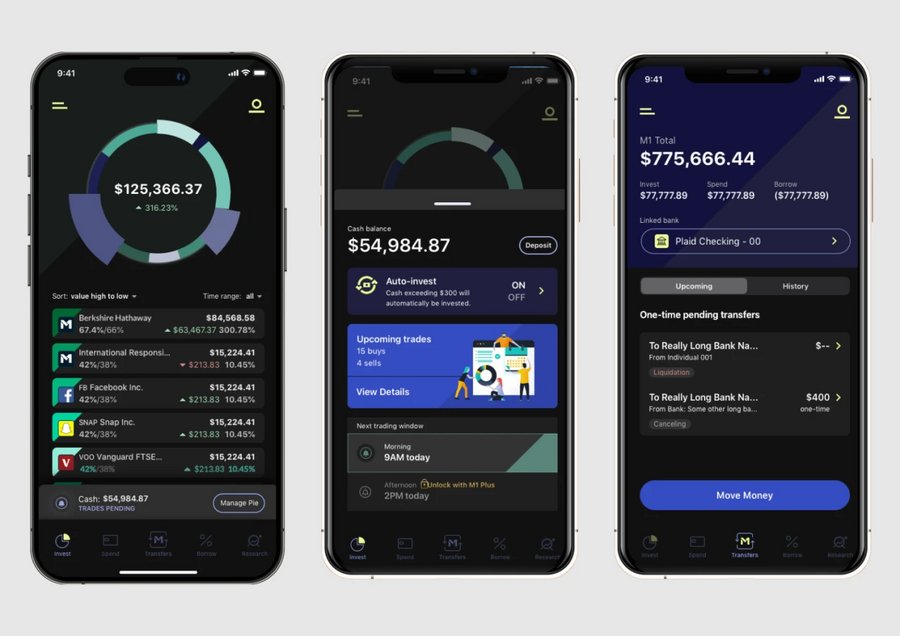 9:41
$125,366.37
316.23%
Sort: value high to low
Time range: all
Berkshire Hathaway $84,568.58
67.4%/66% $63,467.37 300.78%
International Responsi... $15,224.41
42%/38% $213.83 10.45%
FB Facebook Inc. $15,224.41
42%/38% $213.83 10.45%
SNAP Snap Inc. $15,224.41
42%/38% $213.83 10.45%
VOO Vanguard FTSE... $15,224.41
42%/38% $213.83 10.45%
Cash: $54,984.87
TRADES PENDING
Manage Pie
Invest Spend Transfers Borrow Research
9:41
Cash balance
$54,984.87
Deposit
Auto-invest
Cash exceeding $300 will
automatically be invested.
ON
OFF
Upcoming trades
15 buys
4 sells
View Details
Next trading window
Morning
9AM today
Afternoon Unlock with M1 Plus
2PM today
Invest Spend Transfers Borrow Research
9:41
M1 Total
$775,666.44
Invest Spend Borrow
$77,777.89 $77,777.89 ($77,777.89)
Linked bank
Plaid Checking - 00
Upcoming History
One-time pending transfers
To Really Long Bank Na... $--
From Individual 001
Liquidation
To Really Long Bank Na... $400
From Bank: Some other long ba... one-time
Canceling
Move Money
Invest Spend Transfers Borrow Research